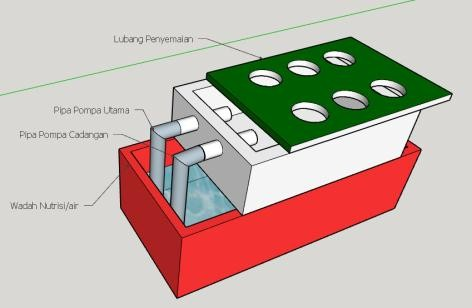 Lubang Penyemaian
Pipa Pompa Utama
Pipa Pompa Cadangan
Wadah Nutrisi/air